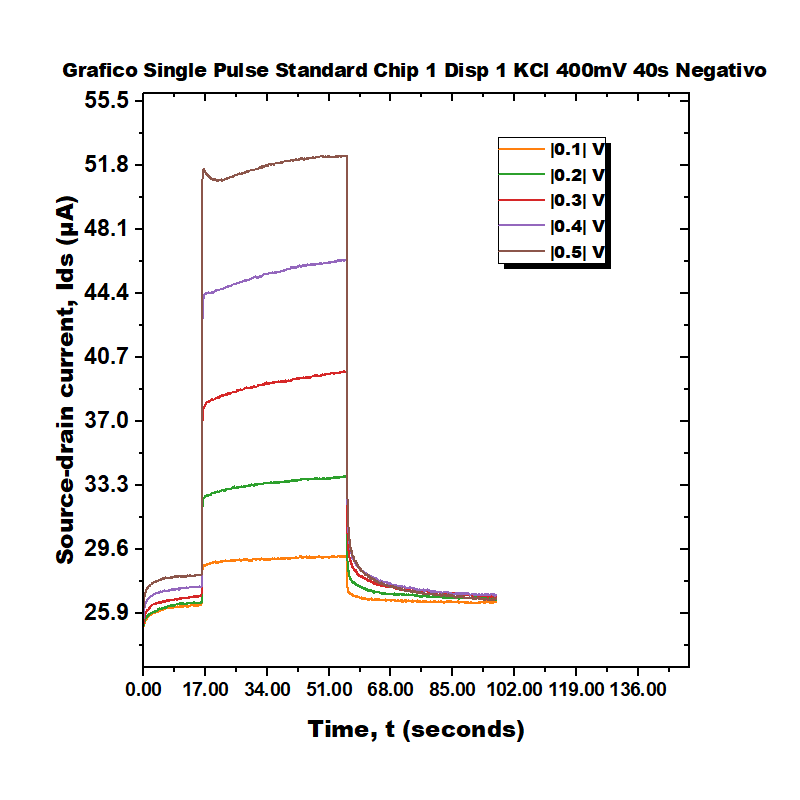 Grafico Single Pulse Standard Chip 1 Disp 1 KCl 400mV 40s Negativo
55.5
51.8
48.1
44.4
40.7
37.0
33.3
29.6
25.9
Source-drain current, Ids (µA)
|0.1| V
|0.2| V
|0.3| V
|0.4| V
|0.5| V
0.00 17.00 34.00 51.00 68.00 85.00 102.00 119.00 136.00
Time, t (seconds)